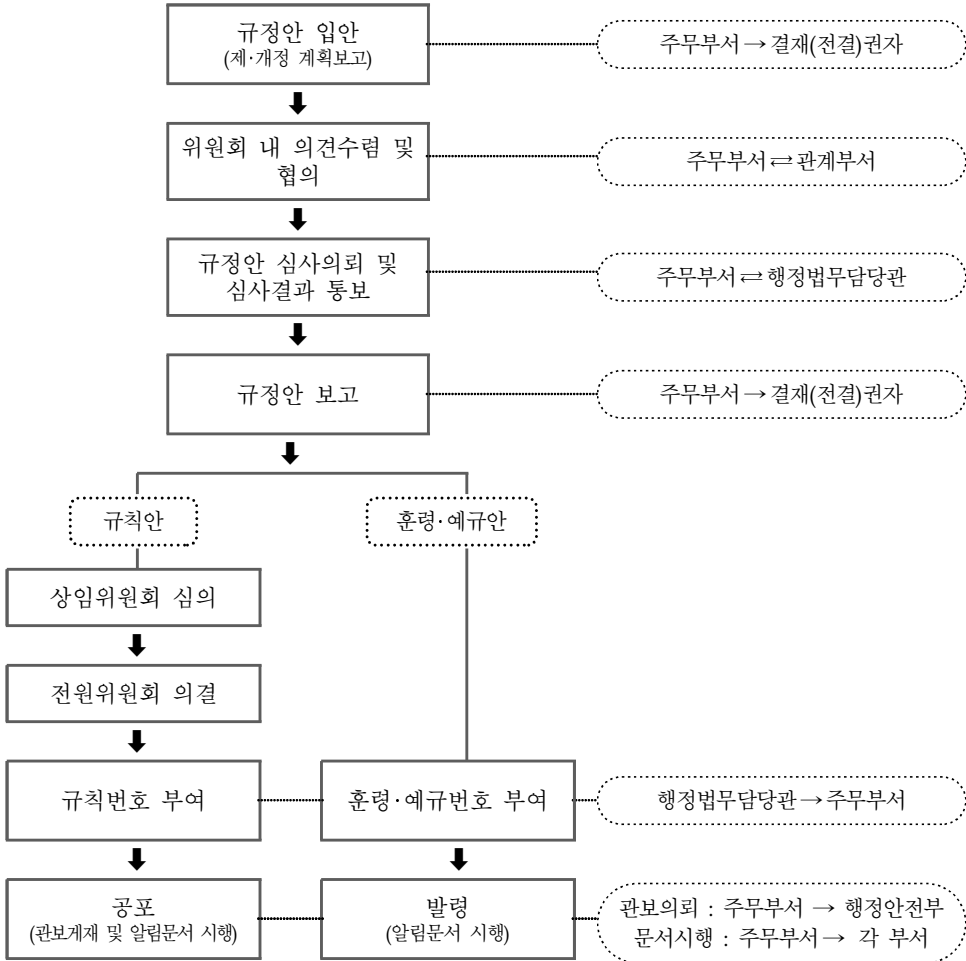 규정안 입안
(제·개정 계획보고)
주무부서 → 결재(전결)권자
위원회 내 의견수렴 및
협의
주무부서 ⇄ 관계부서
규정안 심사의뢰 및
심사결과 통보
주무부서 ⇄ 행정법무담당관
규정안 보고
주무부서 → 결재(전결)권자
규칙안
훈령·예규안
상임위원회 심의
전원위원회 의결
규칙번호 부여
훈령·예규번호 부여
행정법무담당관 → 주무부서
공포
(관보게재 및 알림문서 시행)
발령
(알림문서 시행)
관보의뢰 : 주무부서 → 행정안전부
문서시행 : 주무부서 → 각 부서